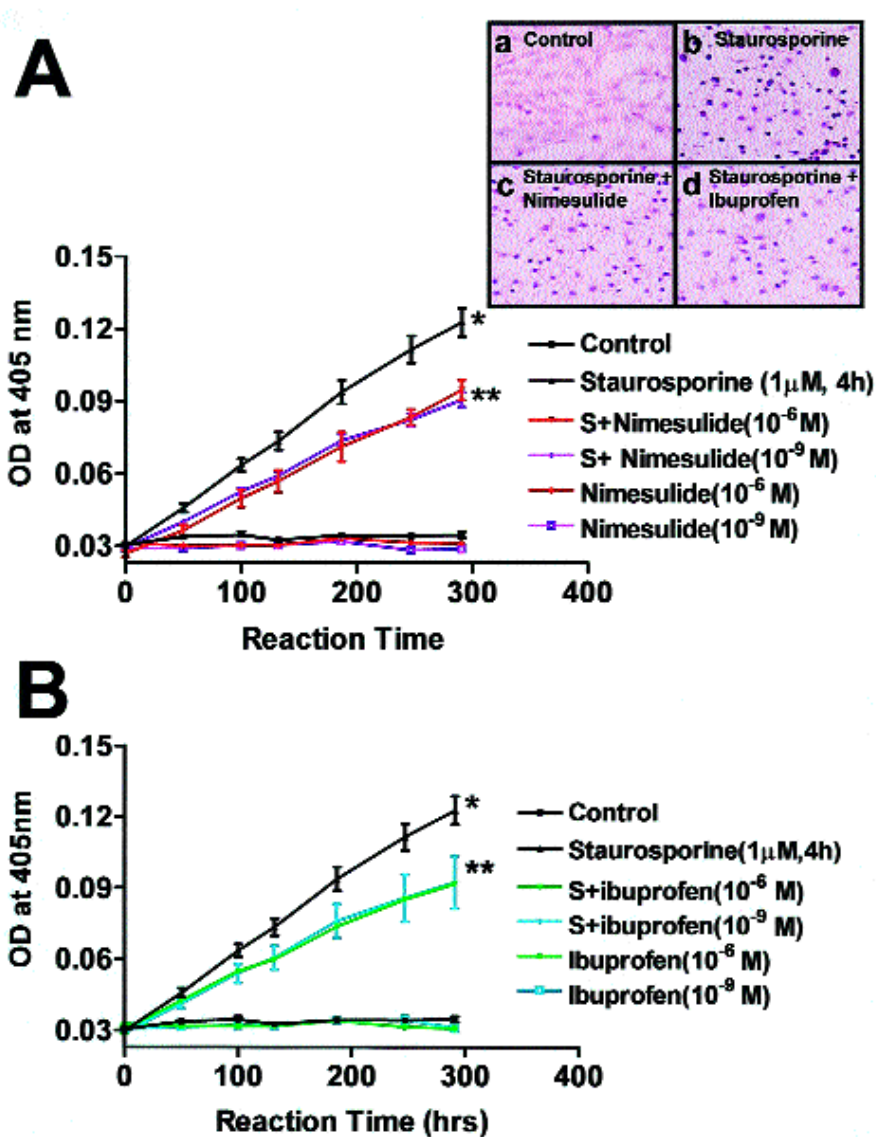 A
a Control
b Staurosporine
c Staurosporine + Nimesulide
d Staurosporine + Ibuprofen
0.15
0.12
0.09
0.06
0.03
OD at 405 nm
*
**
0 100 200 300 400
Reaction Time
Control
Staurosporine (1μM, 4h)
S+Nimesulide(10⁻⁶ M)
S+ Nimesulide(10⁻⁹ M)
Nimesulide(10⁻⁶ M)
Nimesulide(10⁻⁹ M)
B
0.15
0.12
0.09
0.06
0.03
OD at 405nm
*
**
0 100 200 300 400
Reaction Time (hrs)
Control
Staurosporine(1μM,4h)
S+ibuprofen(10⁻⁶ M)
S+ibuprofen(10⁻⁹ M)
Ibuprofen(10⁻⁶ M)
Ibuprofen(10⁻⁹ M)